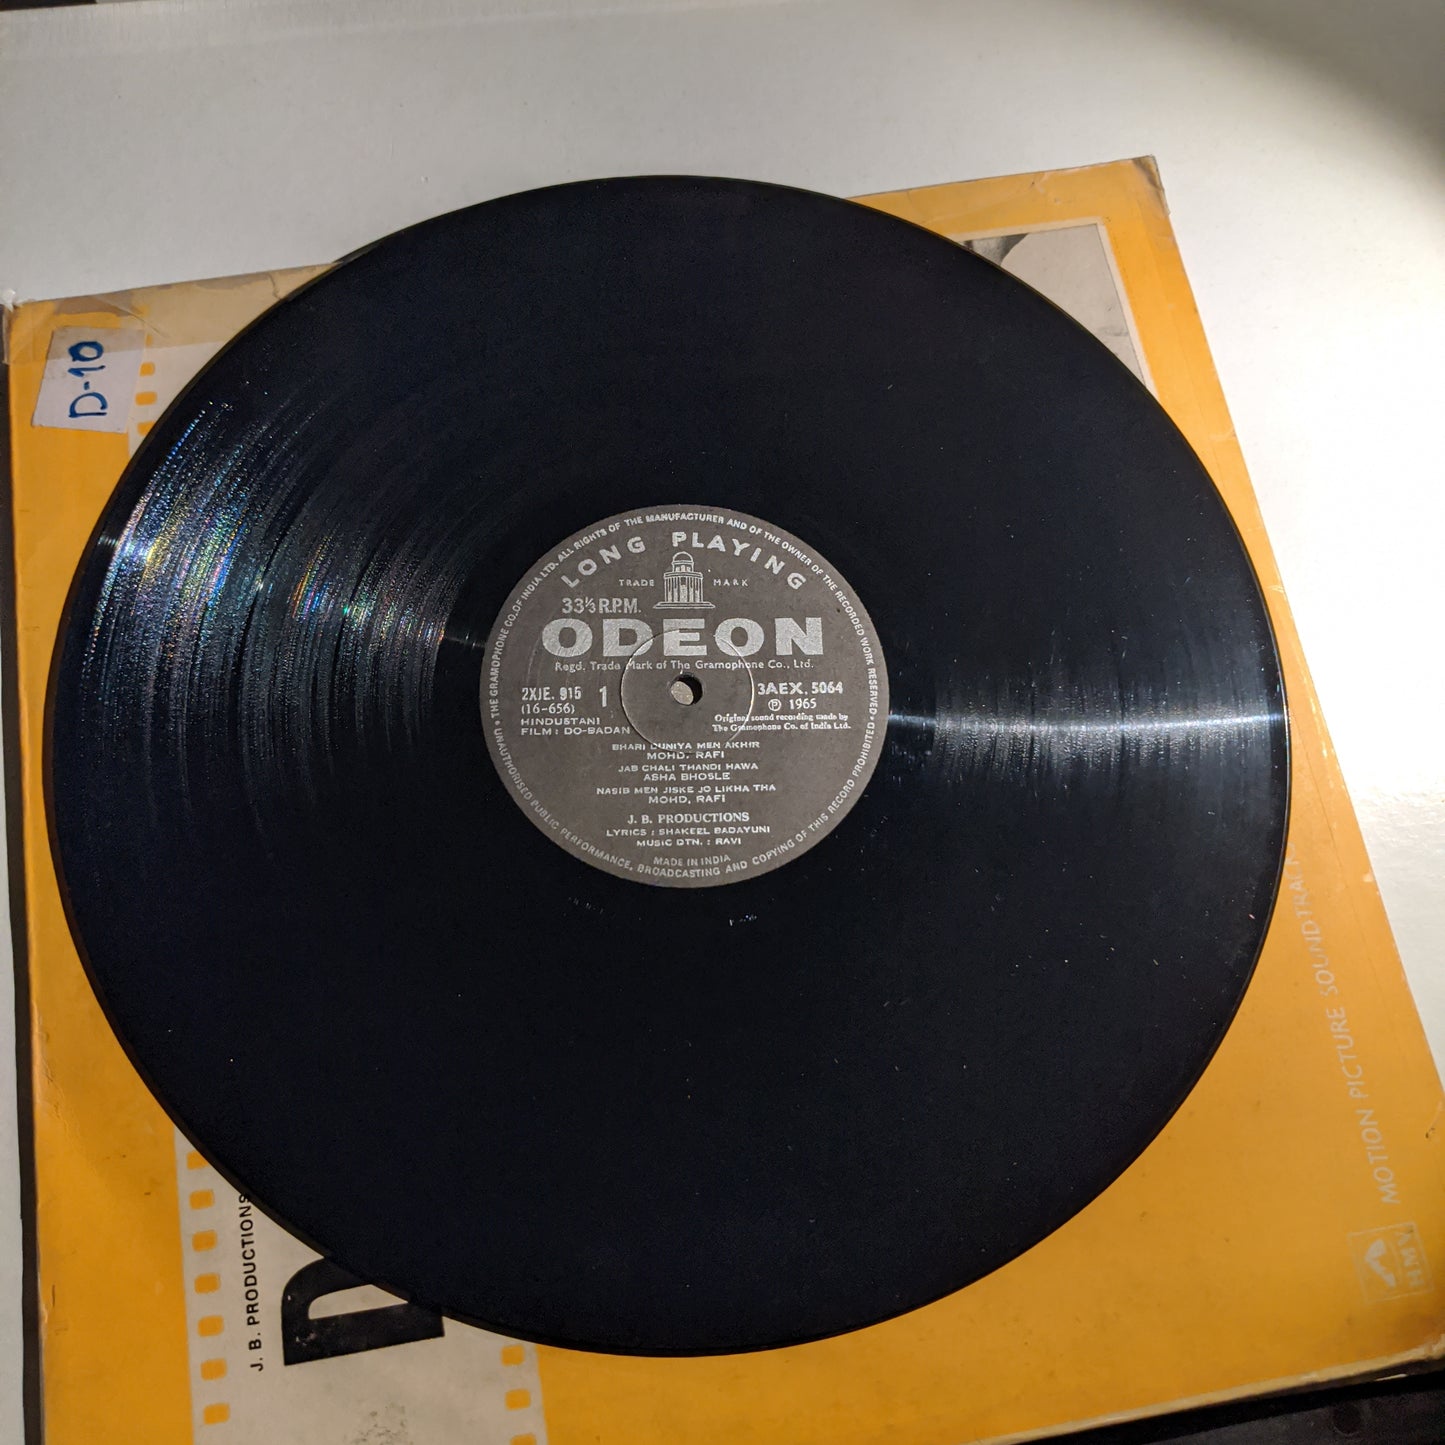 D-10
UNAUTHORISED PUBLIC PERFORMANCE, BROADCASTING AND COPYING OF THIS RECORD PROHIBITED • THE GRAMOPHONE CO. OF INDIA LTD. ALL RIGHTS OF THE MANUFACTURER AND OF THE OWNER OF THE RECORDED WORK RESERVED •
LONG PLAYING
TRADE MARK
33⅓ R.P.M.
ODEON
Regd. Trade Mark of The Gramophone Co., Ltd.
2XJE. 915 1 3AEX. 5064
(16-656) Ⓟ 1965
HINDUSTANI Original sound recording made by
FILM : DO-BADAN The Gramophone Co. of India Ltd.
BHARI DUNIYA MEN AKHIR
MOHD. RAFI
JAB CHALI THANDI HAWA
ASHA BHOSLE
NASIB MEN JISKE JO LIKHA THA
MOHD. RAFI
J. B. PRODUCTIONS
LYRICS : SHAKEEL BADAYUNI
MUSIC DTN. : RAVI
MADE IN INDIA
J. B. PRODUCTIONS
D
MOTION PICTURE SOUNDTRACK
HMV